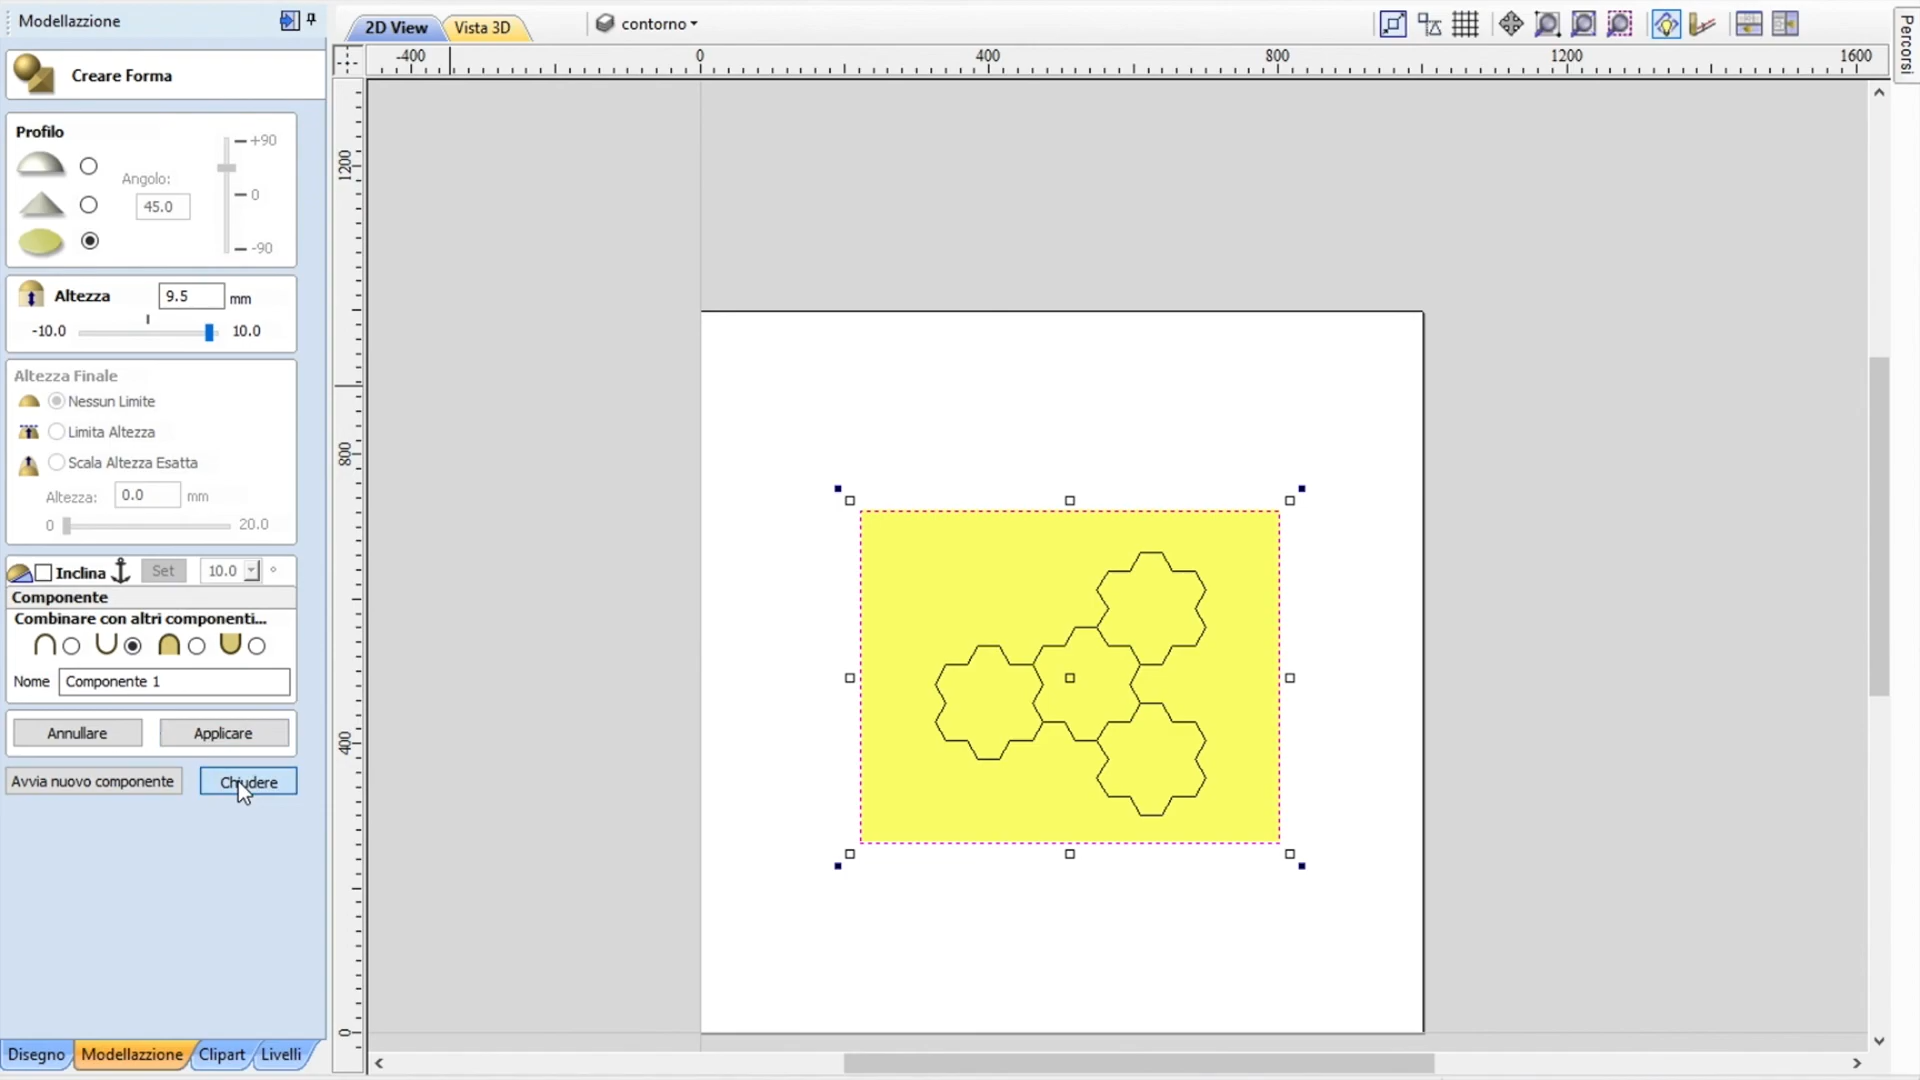 Modellazzione
2D View
Vista 3D
contorno
Percorsi
Creare Forma
-400
0
400
800
1200
1600
Profilo
+90
Angolo:
45.0
0
-90
1200
Altezza
9.5
mm
-10.0
10.0
Altezza Finale
Nessun Limite
Limita Altezza
800
Scala Altezza Esatta
Altezza:
0.0
mm
0
20.0
Inclina
Set
10.0
°
Componente
Combinare con altri componenti...
Nome
Componente 1
Annullare
Applicare
400
Avvia nuovo componente
Chiudere
0
Disegno
Modellazzione
Clipart
Livelli